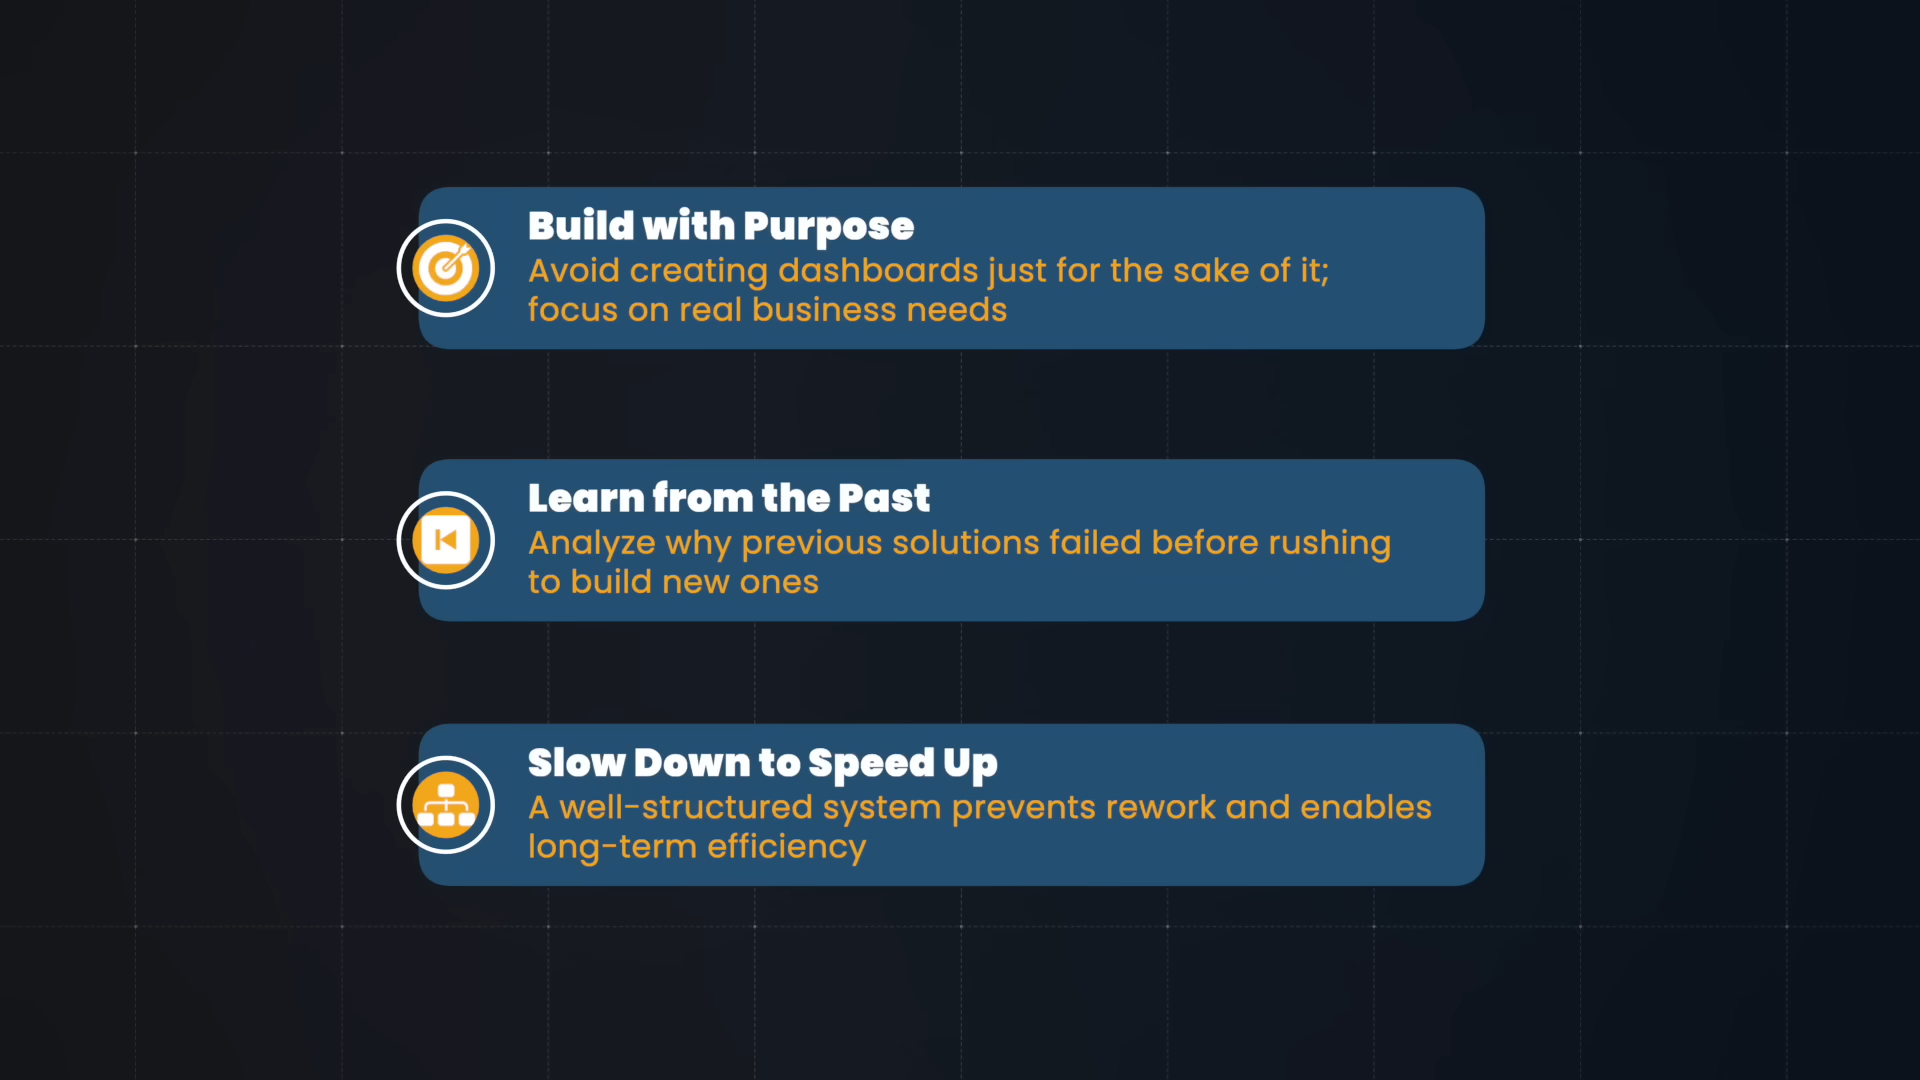 Build with Purpose
Avoid creating dashboards just for the sake of it;
focus on real business needs
Learn from the Past
Analyze why previous solutions failed before rushing
to build new ones
Slow Down to Speed Up
A well-structured system prevents rework and enables
long-term efficiency